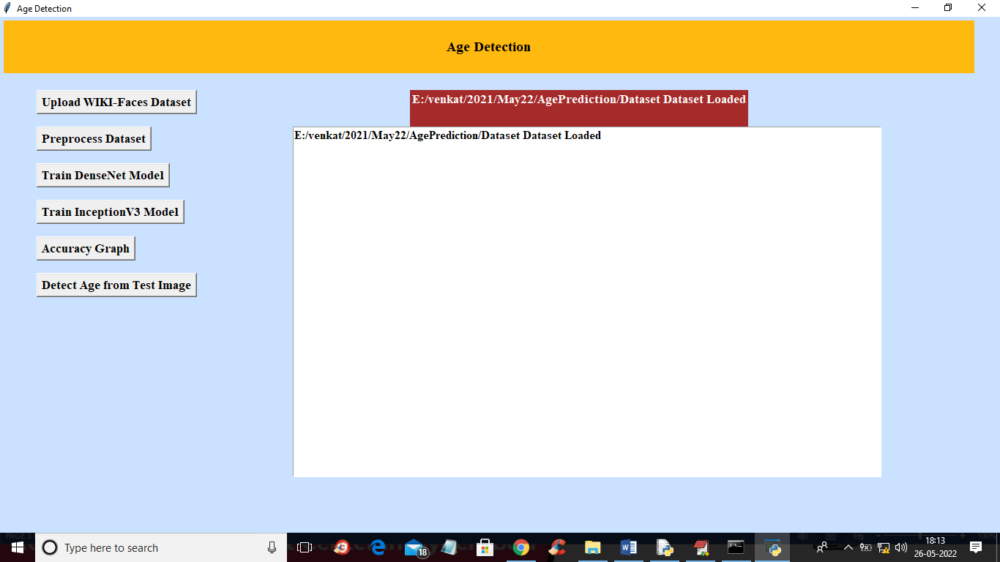 Age Detection
Age Detection
Upload WIKI-Faces Dataset
E:/venkat/2021/May22/AgePrediction/Dataset Dataset Loaded
Preprocess Dataset
E:/venkat/2021/May22/AgePrediction/Dataset Dataset Loaded
Train DenseNet Model
Train InceptionV3 Model
Accuracy Graph
Detect Age from Test Image
Type here to search
18
18:13
26-05-2022
100%